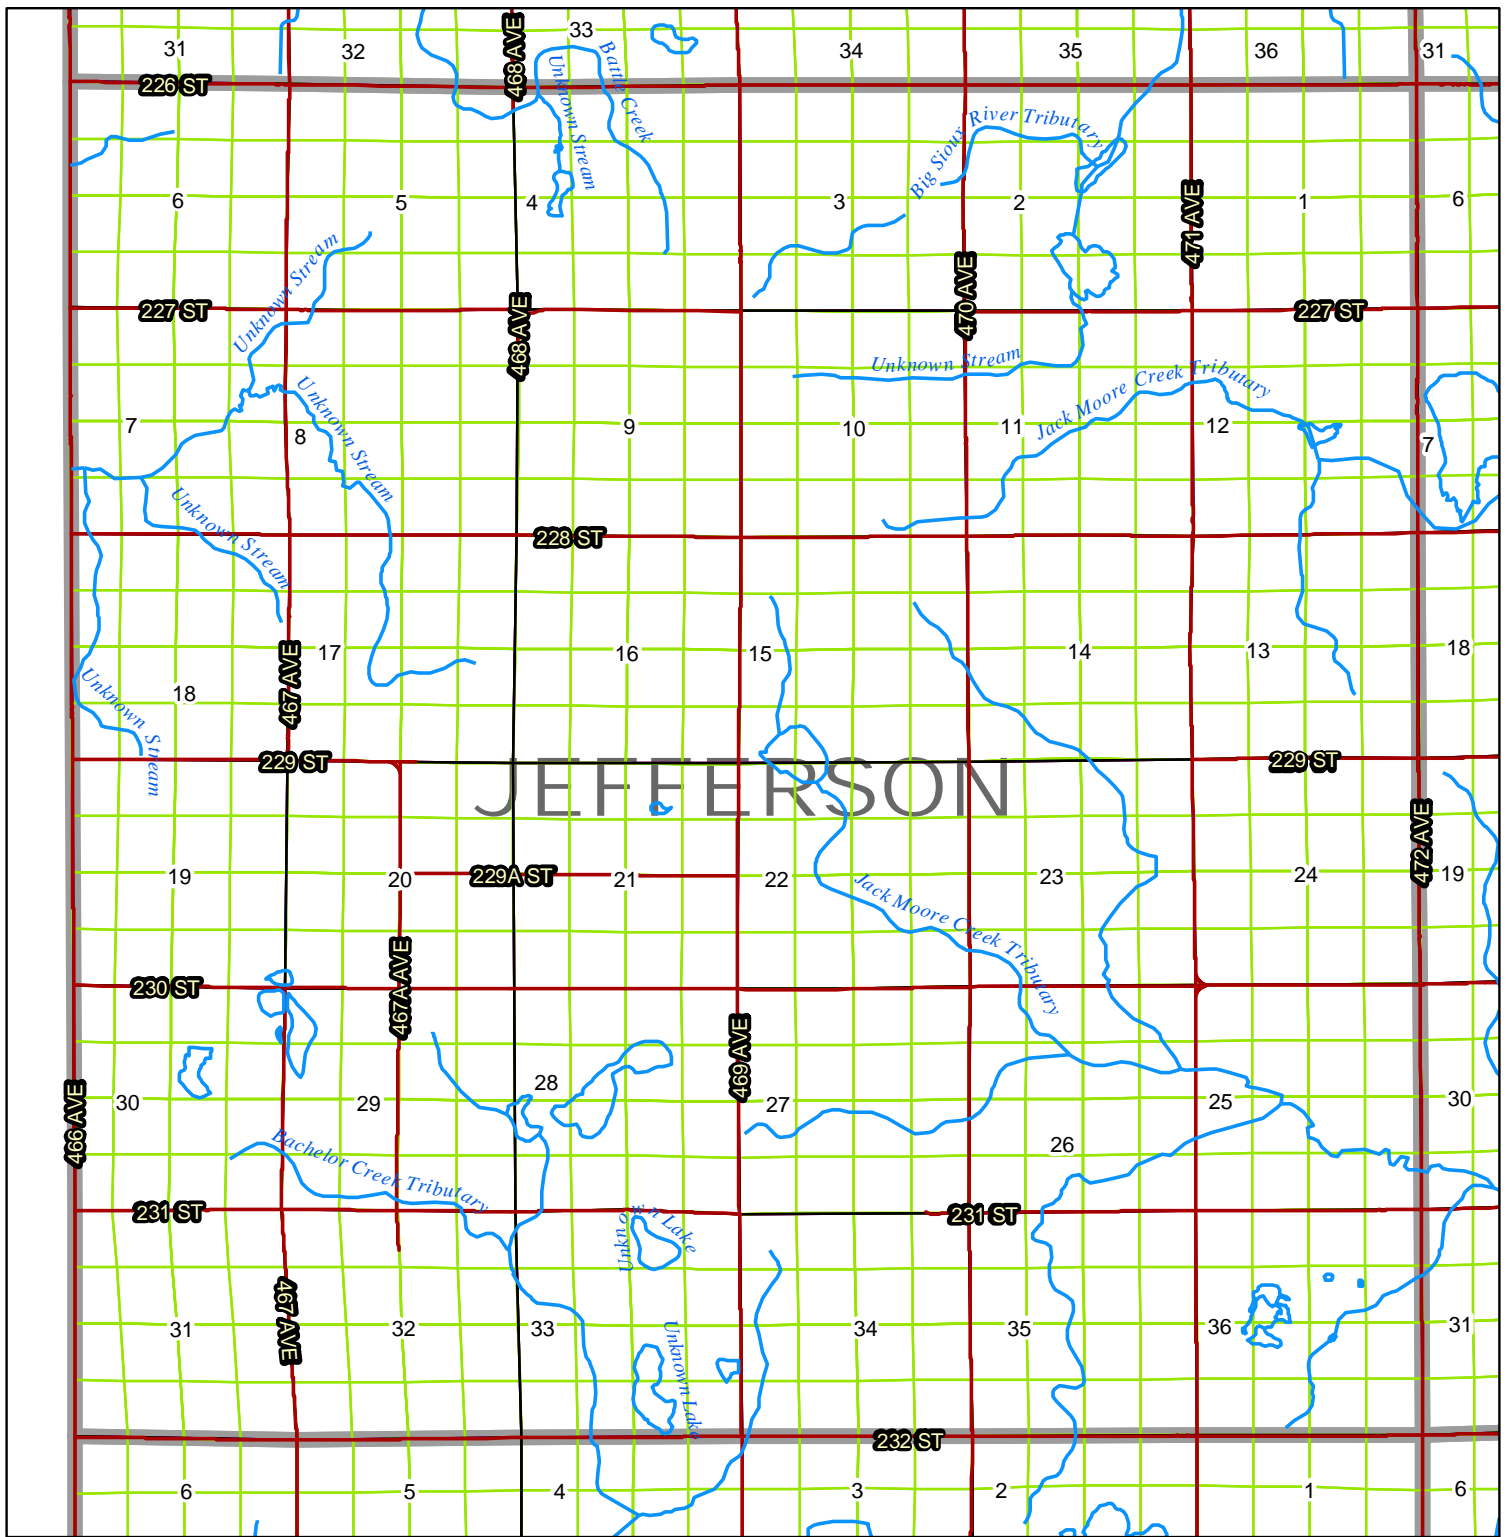 31
32
33
34
35
36
31
468 AVE
226 ST
Unknown Stream
Battle Creek
Big Sioux River Tributary
6
5
4
3
2
471 AVE
1
6
Unknown Stream
227 ST
468 AVE
470 AVE
227 ST
Unknown Stream
Jack Moore Creek Tributary
Unknown Stream
7
8
9
10
11
12
7
Unknown Stream
228 ST
467 AVE
17
16
15
14
13
18
18
Unknown Stream
229 ST
229 ST
JEFFERSON
472 AVE
19
20
229A ST
21
22
23
24
19
Jack Moore Creek Tributary
230 ST
467A AVE
469 AVE
466 AVE
30
29
28
27
26
25
30
Bachelor Creek Tributary
231 ST
231 ST
Unknown Lake
467 AVE
31
32
33
34
35
36
31
Unknown Lake
232 ST
6
5
4
3
2
1
6